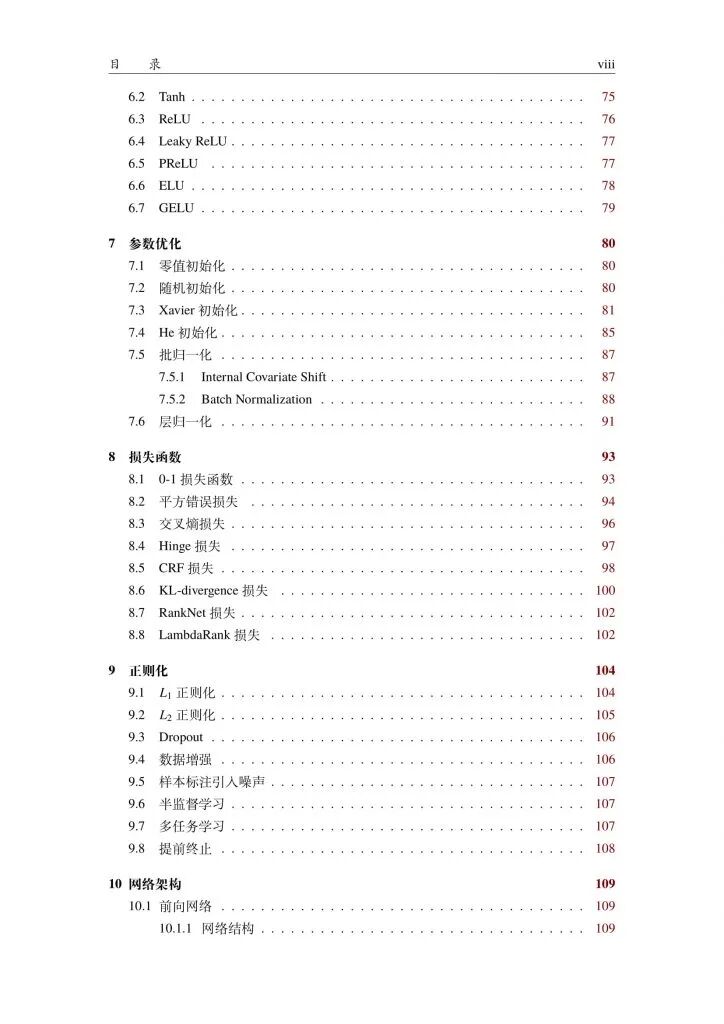 目 录 viii
6.2 Tanh . . . . . . . . . . . . . . . . . . . . 75
6.3 ReLU . . . . . . . . . . . . . . . . . . . . 76
6.4 Leaky ReLU . . . . . . . . . . . . . . . . . . . . 77
6.5 PReLU . . . . . . . . . . . . . . . . . . . . 77
6.6 ELU . . . . . . . . . . . . . . . . . . . . 78
6.7 GELU . . . . . . . . . . . . . . . . . . . . 79
7 参数优化 80
7.1 零值初始化 . . . . . . . . . . . . . . . . . . . . 80
7.2 随机初始化 . . . . . . . . . . . . . . . . . . . . 80
7.3 Xavier 初始化 . . . . . . . . . . . . . . . . . . . . 81
7.4 He 初始化 . . . . . . . . . . . . . . . . . . . . 85
7.5 批归一化 . . . . . . . . . . . . . . . . . . . . 87
7.5.1 Internal Covariate Shift . . . . . . . . . . . . . . . . . . . . 87
7.5.2 Batch Normalization . . . . . . . . . . . . . . . . . . . . 88
7.6 层归一化 . . . . . . . . . . . . . . . . . . . . 91
8 损失函数 93
8.1 0-1 损失函数 . . . . . . . . . . . . . . . . . . . . 93
8.2 平方错误损失 . . . . . . . . . . . . . . . . . . . . 94
8.3 交叉熵损失 . . . . . . . . . . . . . . . . . . . . 96
8.4 Hinge 损失 . . . . . . . . . . . . . . . . . . . . 97
8.5 CRF 损失 . . . . . . . . . . . . . . . . . . . . 98
8.6 KL-divergence 损失 . . . . . . . . . . . . . . . . . . . . 100
8.7 RankNet 损失 . . . . . . . . . . . . . . . . . . . . 102
8.8 LambdaRank 损失 . . . . . . . . . . . . . . . . . . . . 102
9 正则化 104
9.1 L₁ 正则化 . . . . . . . . . . . . . . . . . . . . 104
9.2 L₂ 正则化 . . . . . . . . . . . . . . . . . . . . 105
9.3 Dropout . . . . . . . . . . . . . . . . . . . . 106
9.4 数据增强 . . . . . . . . . . . . . . . . . . . . 106
9.5 样本标注引入噪声 . . . . . . . . . . . . . . . . . . . . 107
9.6 半监督学习 . . . . . . . . . . . . . . . . . . . . 107
9.7 多任务学习 . . . . . . . . . . . . . . . . . . . . 107
9.8 提前终止 . . . . . . . . . . . . . . . . . . . . 108
10 网络架构 109
10.1 前向网络 . . . . . . . . . . . . . . . . . . . . 109
10.1.1 网络结构 . . . . . . . . . . . . . . . . . . . . 109